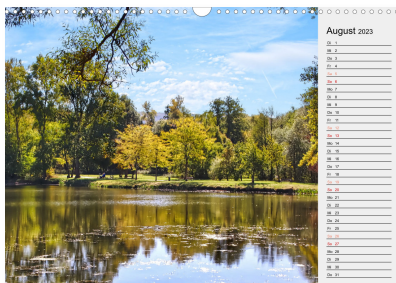 August 2023
Di 1
Mi 2
Do 3
Fr 4
Sa 5
So 6
Mo 7
Di 8
Mi 9
Do 10
Fr 11
Sa 12
So 13
Mo 14
Di 15
Mi 16
Do 17
Fr 18
Sa 19
So 20
Mo 21
Di 22
Mi 23
Do 24
Fr 25
Sa 26
So 27
Mo 28
Di 29
Mi 30
Do 31